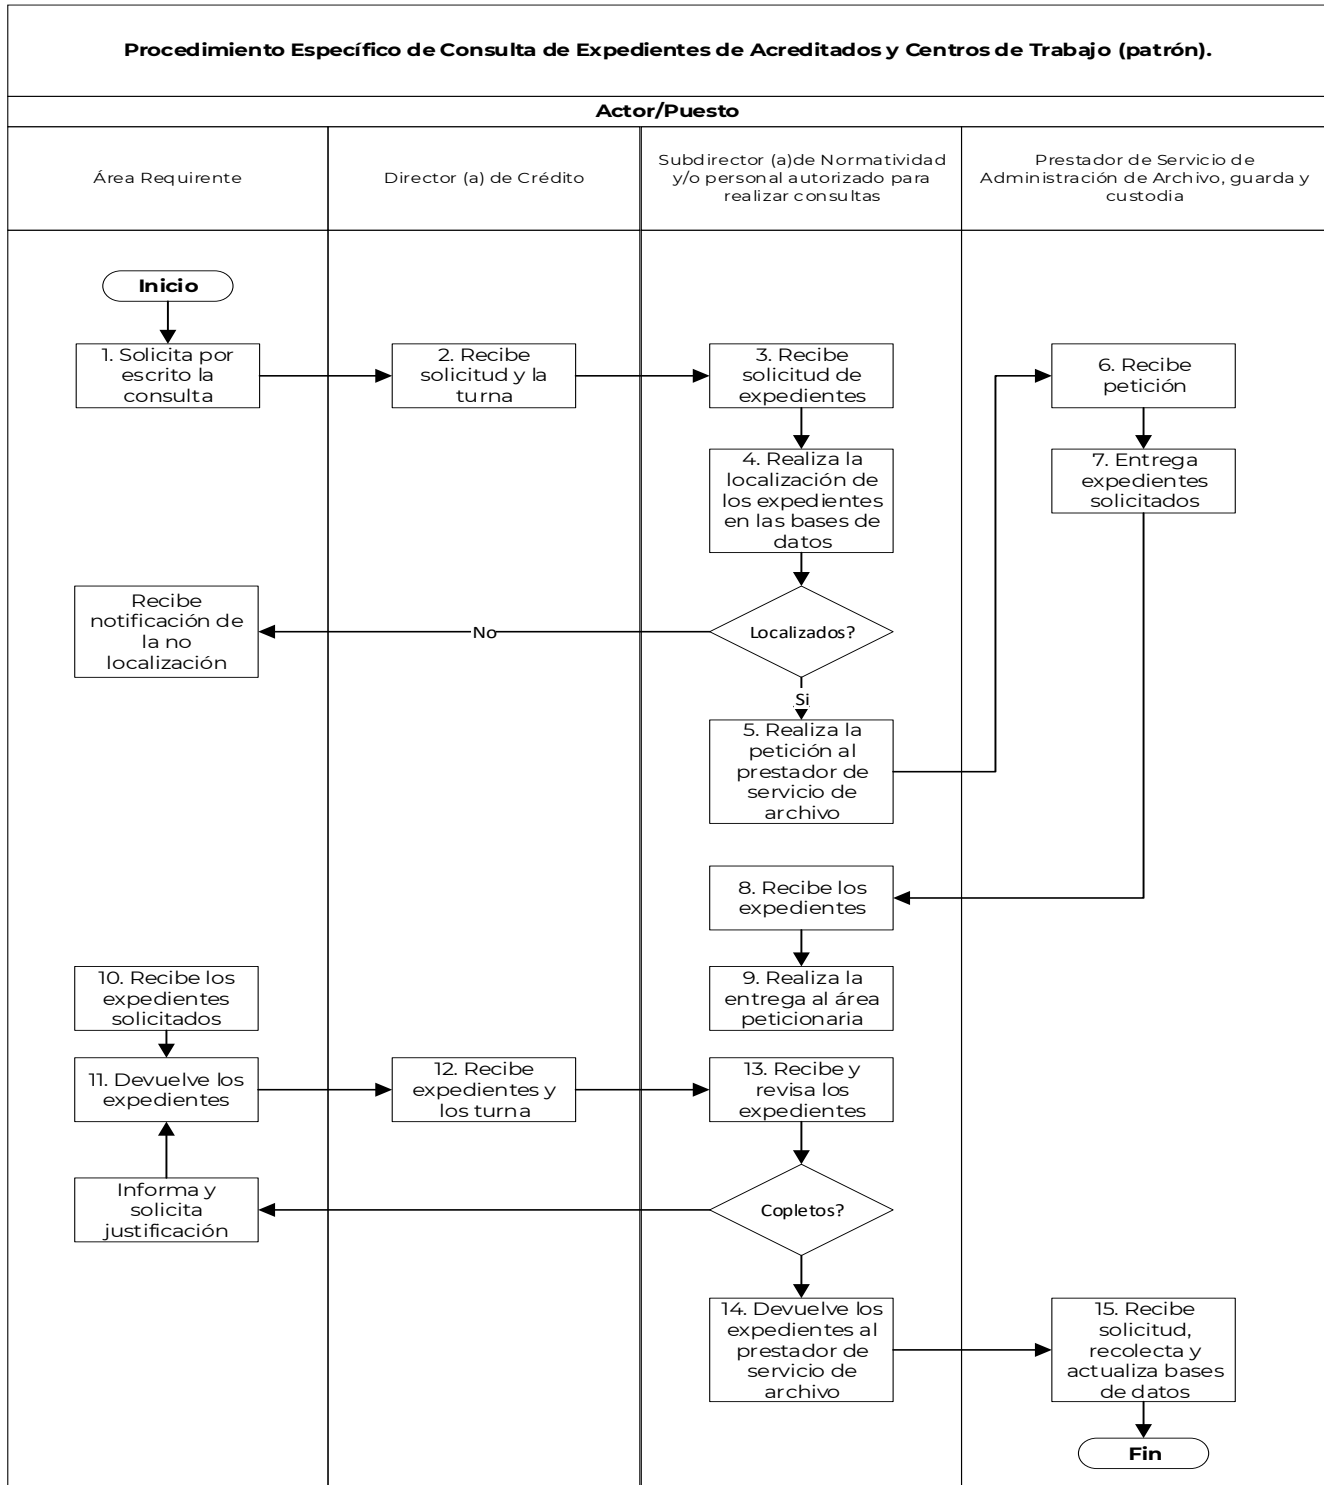 Procedimiento Específico de Consulta de Expedientes de Acreditados y Centros de Trabajo (patrón).
Actor/Puesto
Área Requirente
Director (a) de Crédito
Subdirector (a)de Normatividad
y/o personal autorizado para
realizar consultas
Prestador de Servicio de
Administración de Archivo, guarda y
custodia
Inicio
1. Solicita por
escrito la
consulta
2. Recibe
solicitud y la
turna
3. Recibe
solicitud de
expedientes
6. Recibe
petición
4. Realiza la
localización de
los expedientes
en las bases de
datos
7. Entrega
expedientes
solicitados
Recibe
notificación de
la no
localización
No
Localizados?
Si
5. Realiza la
petición al
prestador de
servicio de
archivo
8. Recibe los
expedientes
10. Recibe los
expedientes
solicitados
9. Realiza la
entrega al área
peticionaria
11. Devuelve los
expedientes
12. Recibe
expedientes y
los turna
13. Recibe y
revisa los
expedientes
Informa y
solicita
justificación
Copletos?
14. Devuelve los
expedientes al
prestador de
servicio de
archivo
15. Recibe
solicitud,
recolecta y
actualiza bases
de datos
Fin